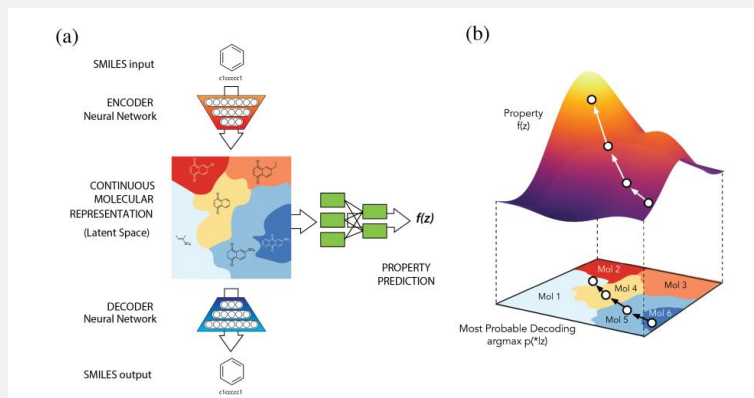 (a)
SMILES input
c1ccccc1
ENCODER
Neural Network
CONTINUOUS
MOLECULAR
REPRESENTATION
(Latent Space)
f(z)
PROPERTY
PREDICTION
DECODER
Neural Network
SMILES output
c1ccccc1
(b)
Property
f(z)
Mol 1
Mol 2
Mol 3
Mol 4
Mol 5
Mol 6
Most Probable Decoding
argmax p(*|z)